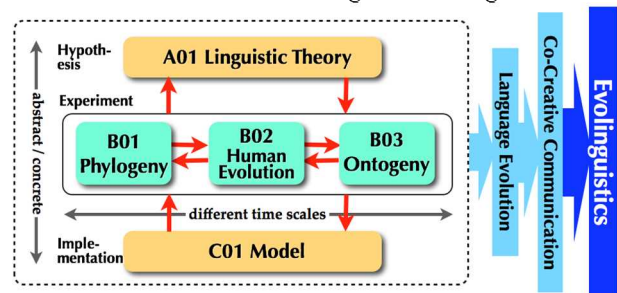 Hypoth-
esis
A01 Linguistic Theory
abstract / concrete
Experiment
B01
Phylogeny
B02
Human
Evolution
B03
Ontogeny
different time scales
Imple-
mentation
C01 Model
Language Evolution
Co-Creative Communication
Evolinguistics